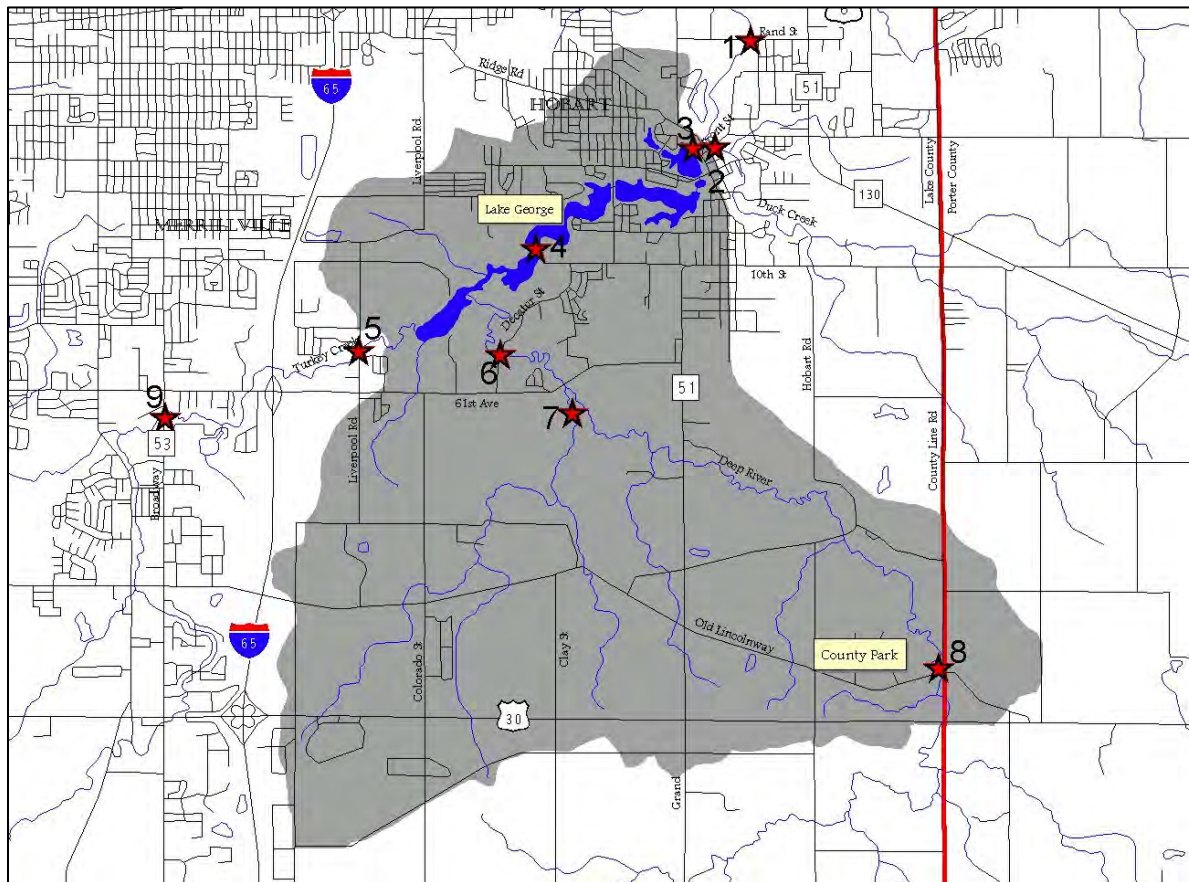 1
Rand St
Ridge Rd
65
51
HOBART
3
Front St
Liverpool Rd
2
Lake County
Porter County
130
Lake George
MERRILLVILLE
Duck Creek
4
10th St
Decatur St
5
Turkey Creek
6
Hobart Rd
9
61st Ave
51
7
53
Liverpool Rd
County Line Rd
Broadway
Deep River
Old Lincolnway
65
Colorado St
Clay St
County Park
8
30
Grand